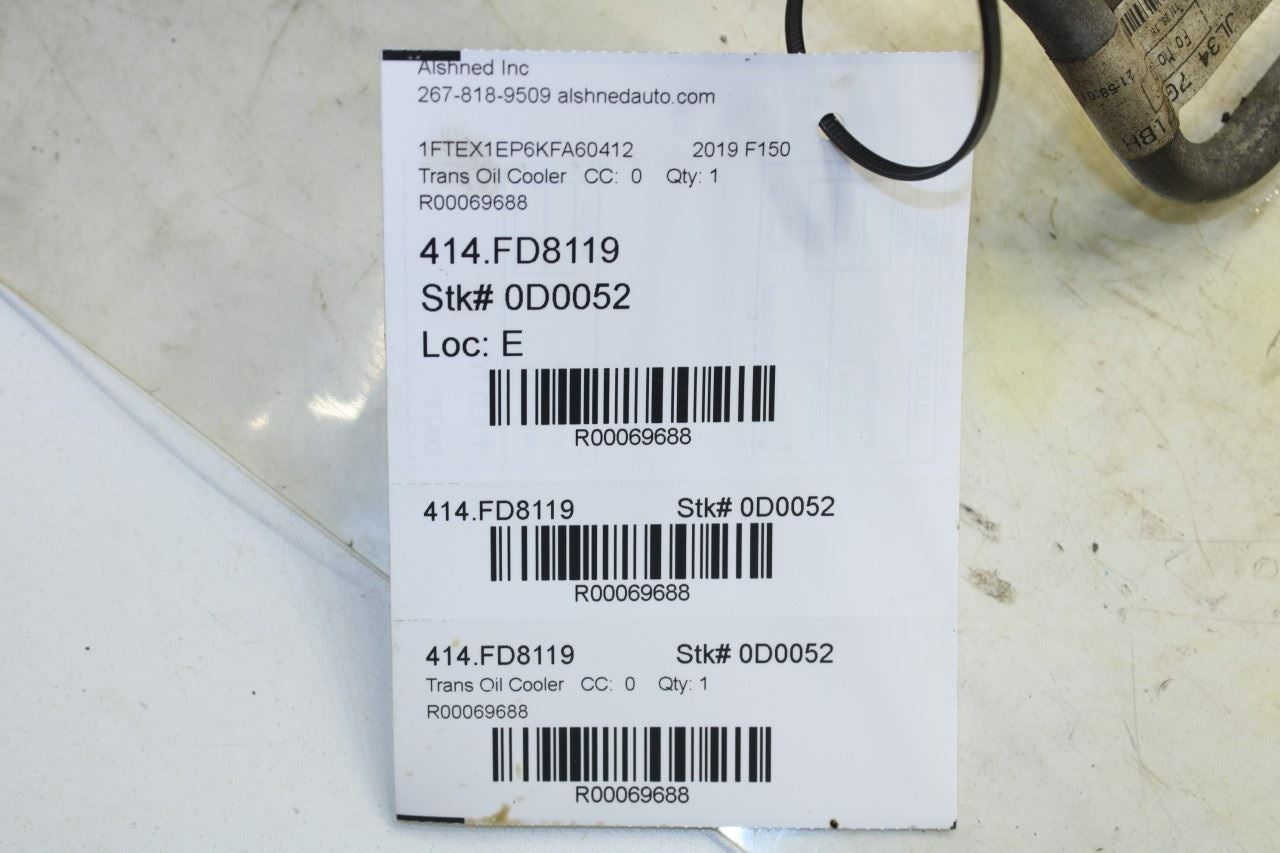 Alshned Inc
267-818-9509 alshnedauto.com
1FTEX1EP6KFA60412 2019 F150
Trans Oil Cooler CC: 0 Qty: 1
R00069688
414.FD8119
Stk# 0D0052
Loc: E
R00069688
414.FD8119 Stk# 0D0052
R00069688
414.FD8119 Stk# 0D0052
Trans Oil Cooler CC: 0 Qty: 1
R00069688
R00069688
JL34
FoMo